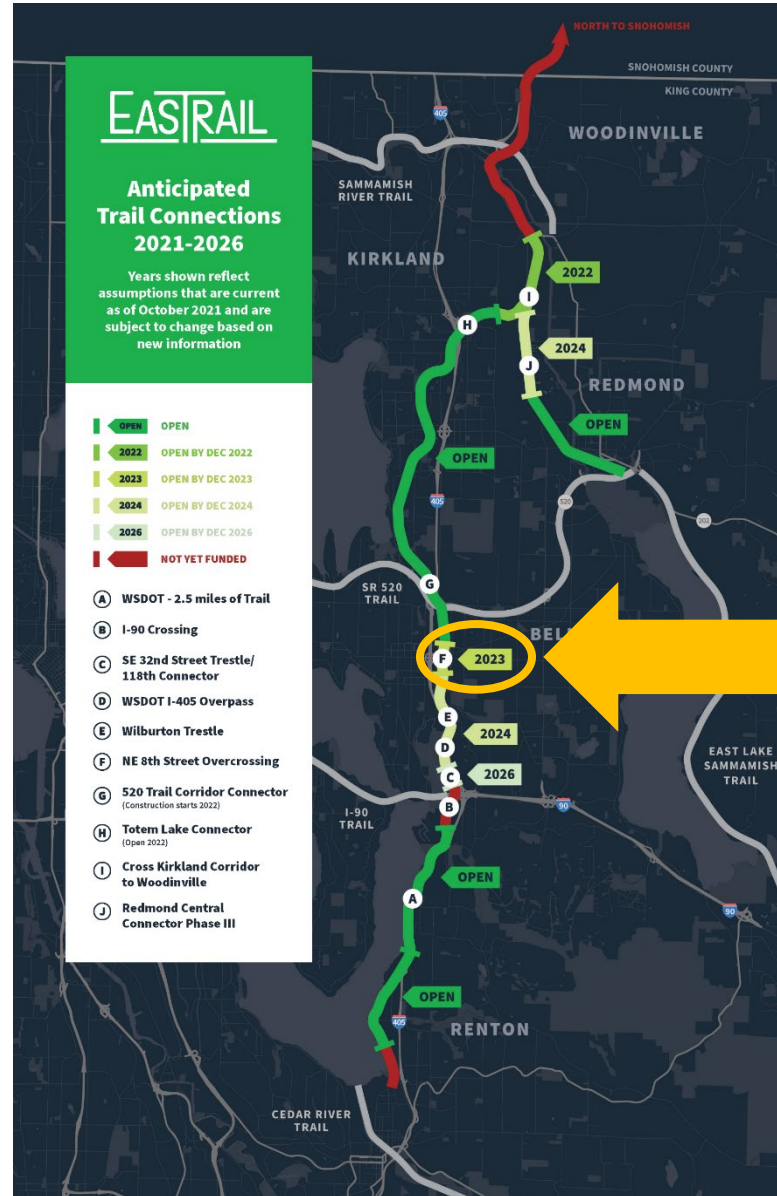 EASTRAIL
Anticipated
Trail Connections
2021-2026
Years shown reflect
assumptions that are current
as of October 2021 and are
subject to change based on
new information
OPEN OPEN
2022 OPEN BY DEC 2022
2023 OPEN BY DEC 2023
2024 OPEN BY DEC 2024
2026 OPEN BY DEC 2026
NOT YET FUNDED
A WSDOT - 2.5 miles of Trail
B I-90 Crossing
C SE 32nd Street Trestle/
118th Connector
D WSDOT I-405 Overpass
E Wilburton Trestle
F NE 8th Street Overcrossing
G 520 Trail Corridor Connector
(Construction starts 2022)
H Totem Lake Connector
(Open 2022)
I Cross Kirkland Corridor
to Woodinville
J Redmond Central
Connector Phase III
NORTH TO SNOHOMISH
SNOHOMISH COUNTY
KING COUNTY
405
WOODINVILLE
SAMMAMISH
RIVER TRAIL
KIRKLAND
2022
I
H
2024
J
REDMOND
OPEN
OPEN
405
520
202
G
SR 520
TRAIL
BEL
F 2023
E
2024
D
EAST LAKE
SAMMAMISH
TRAIL
C 2026
B
90
I-90
TRAIL
OPEN
A
90
OPEN
405
RENTON
CEDAR RIVER
TRAIL